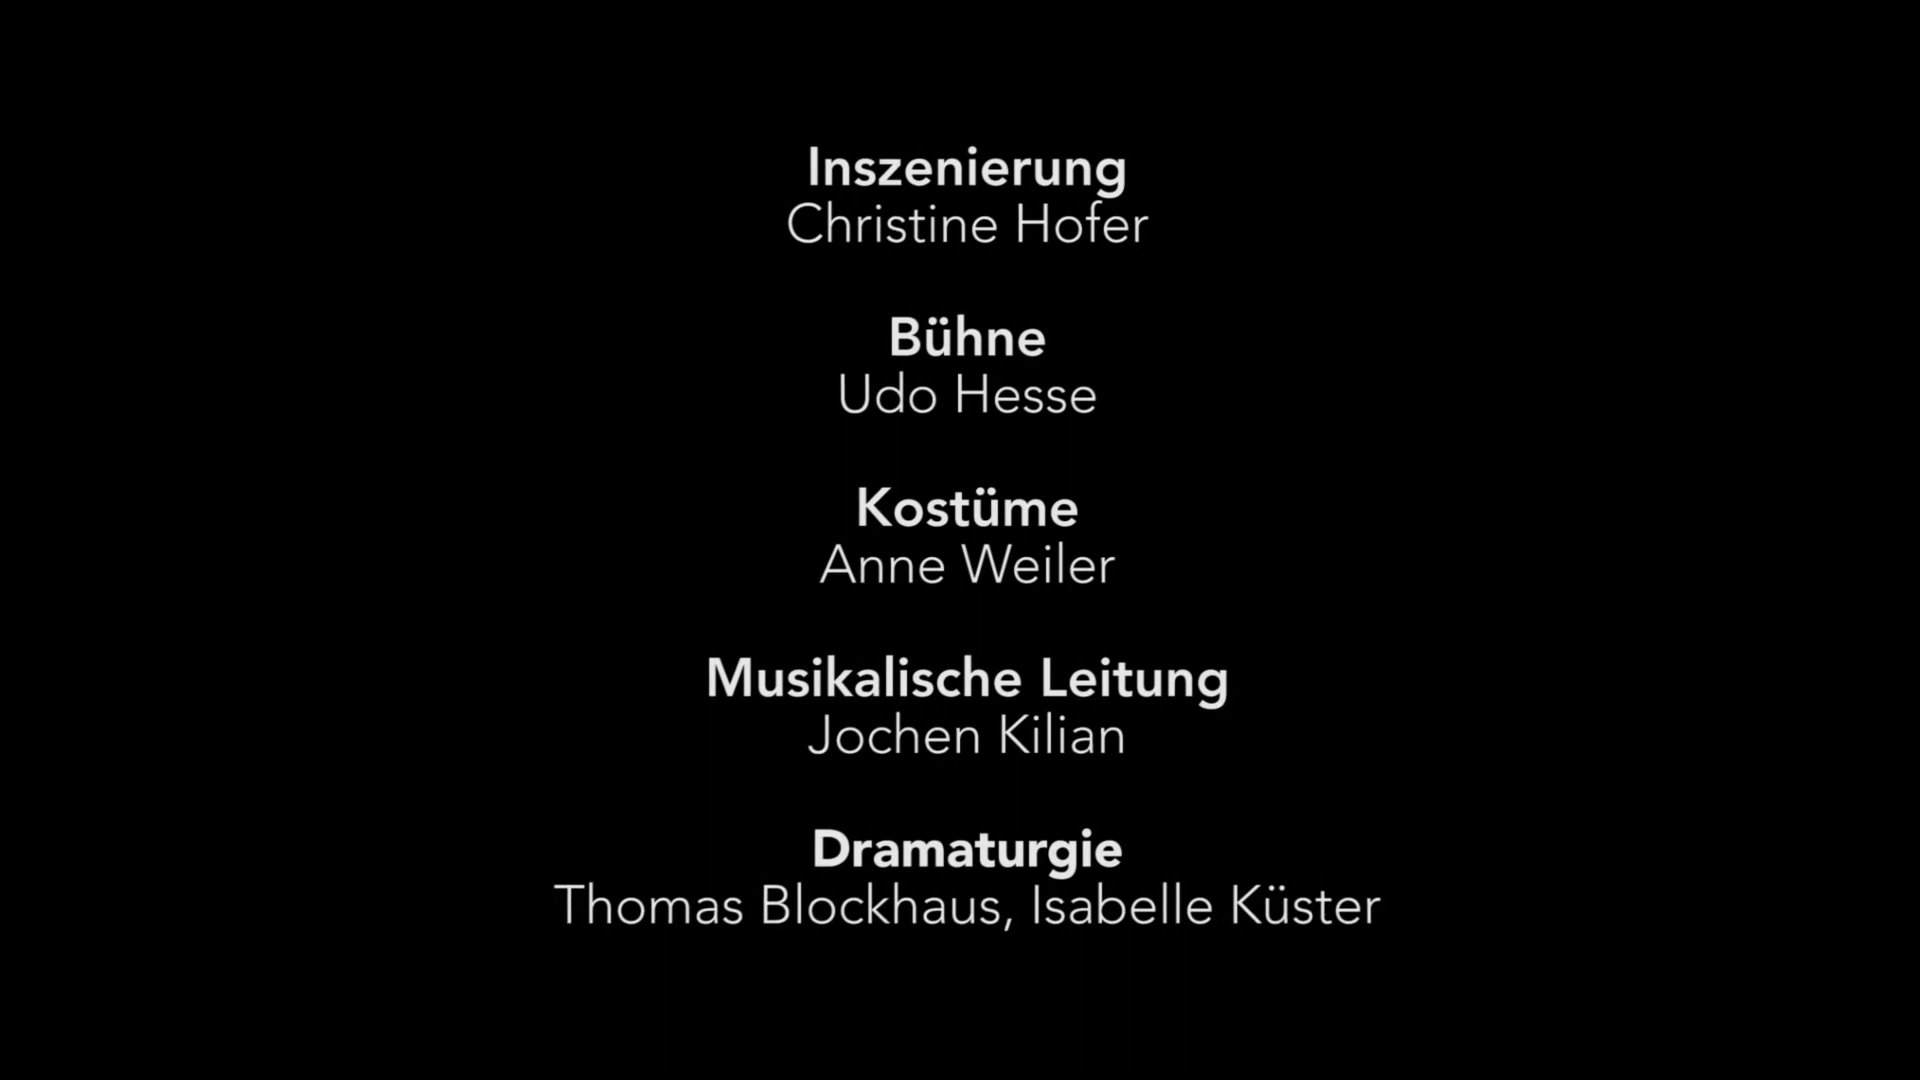 Inszenierung
Christine Hofer
Bühne
Udo Hesse
Kostüme
Anne Weiler
Musikalische Leitung
Jochen Kilian
Dramaturgie
Thomas Blockhaus, Isabelle Küster